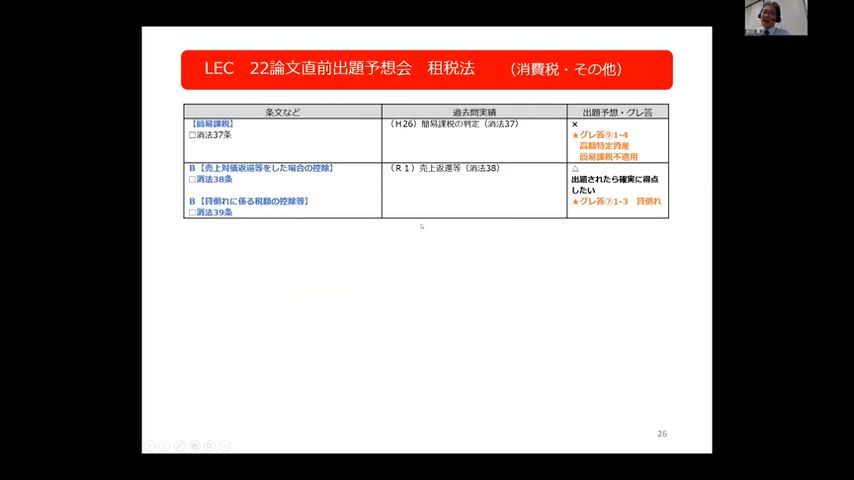 LEC　22論文直前出題予想会　租税法　　（消費税・その他）
条文など　過去問実績　出題予想・グレ答
【簡易課税】　（H26）簡易課税の判定（消法37）　×
□消法37条　★グレ答⑨1-4
高額特定資産
簡易課税不適用
B【売上対価返還等をした場合の控除】　（R１）売上返還等（消法38）　△
□消法38条　出題されたら確実に得点
したい
B【貸倒れに係る税額の控除等】　★グレ答⑦1-3　貸倒れ
□消法39条
26